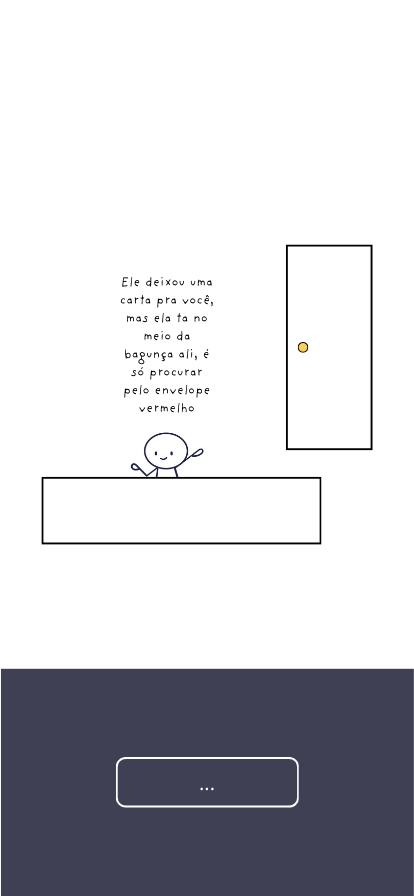 Ele deixou uma
carta pra você,
mas ela ta no
meio da
bagunça ali, é
só procurar
pelo envelope
vermelho
...